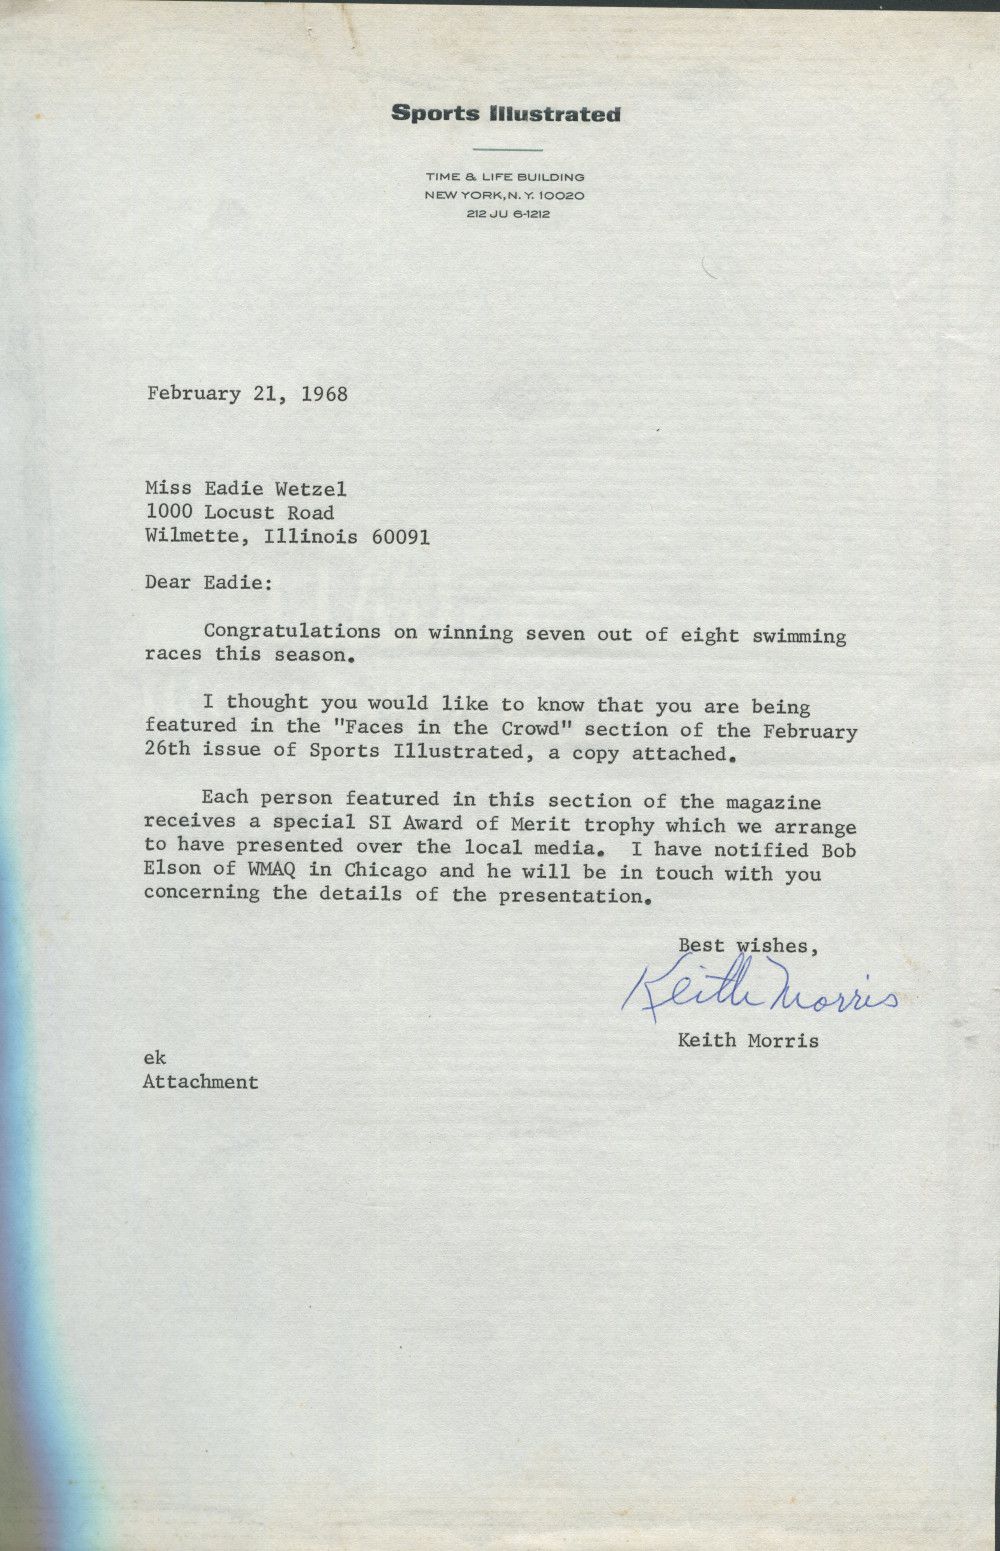 Sports Illustrated
TIME & LIFE BUILDING
NEW YORK, N. Y. 10020
212 JU 6-1212
February 21, 1968
Miss Eadie Wetzel
1000 Locust Road
Wilmette, Illinois 60091
Dear Eadie:
Congratulations on winning seven out of eight swimming
races this season.
I thought you would like to know that you are being
featured in the "Faces in the Crowd" section of the February
26th issue of Sports Illustrated, a copy attached.
Each person featured in this section of the magazine
receives a special SI Award of Merit trophy which we arrange
to have presented over the local media. I have notified Bob
Elson of WMAQ in Chicago and he will be in touch with you
concerning the details of the presentation.
Best wishes,
Keith Morris
Keith Morris
ek
Attachment